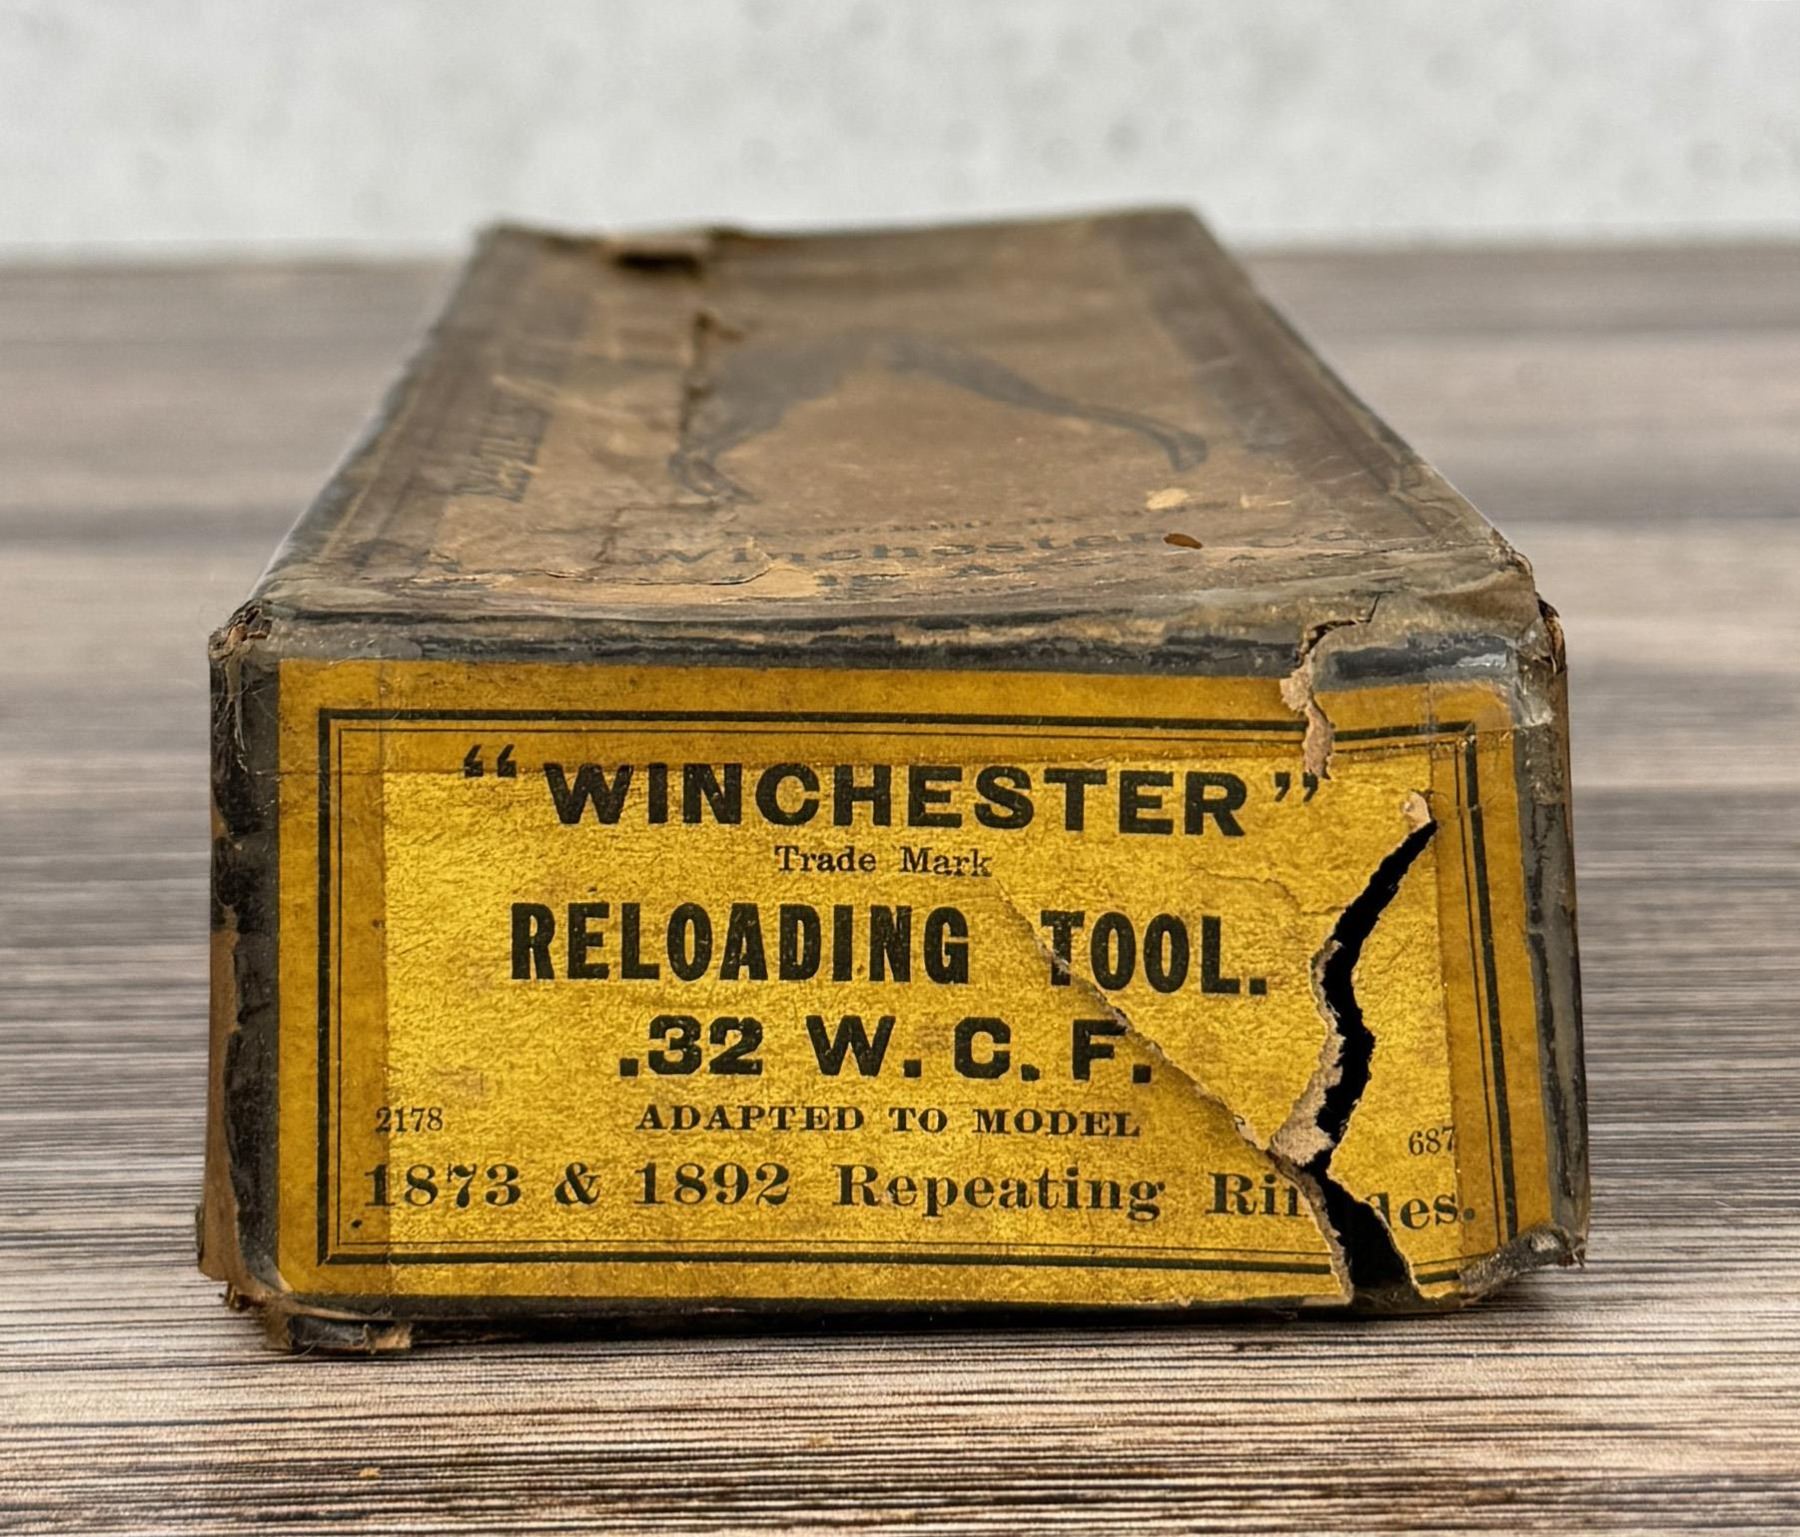 Winchester
"WINCHESTER"
Trade Mark
RELOADING TOOL.
.32 W. C. F.
2178 ADAPTED TO MODEL 687
1873 & 1892 Repeating Ri les.